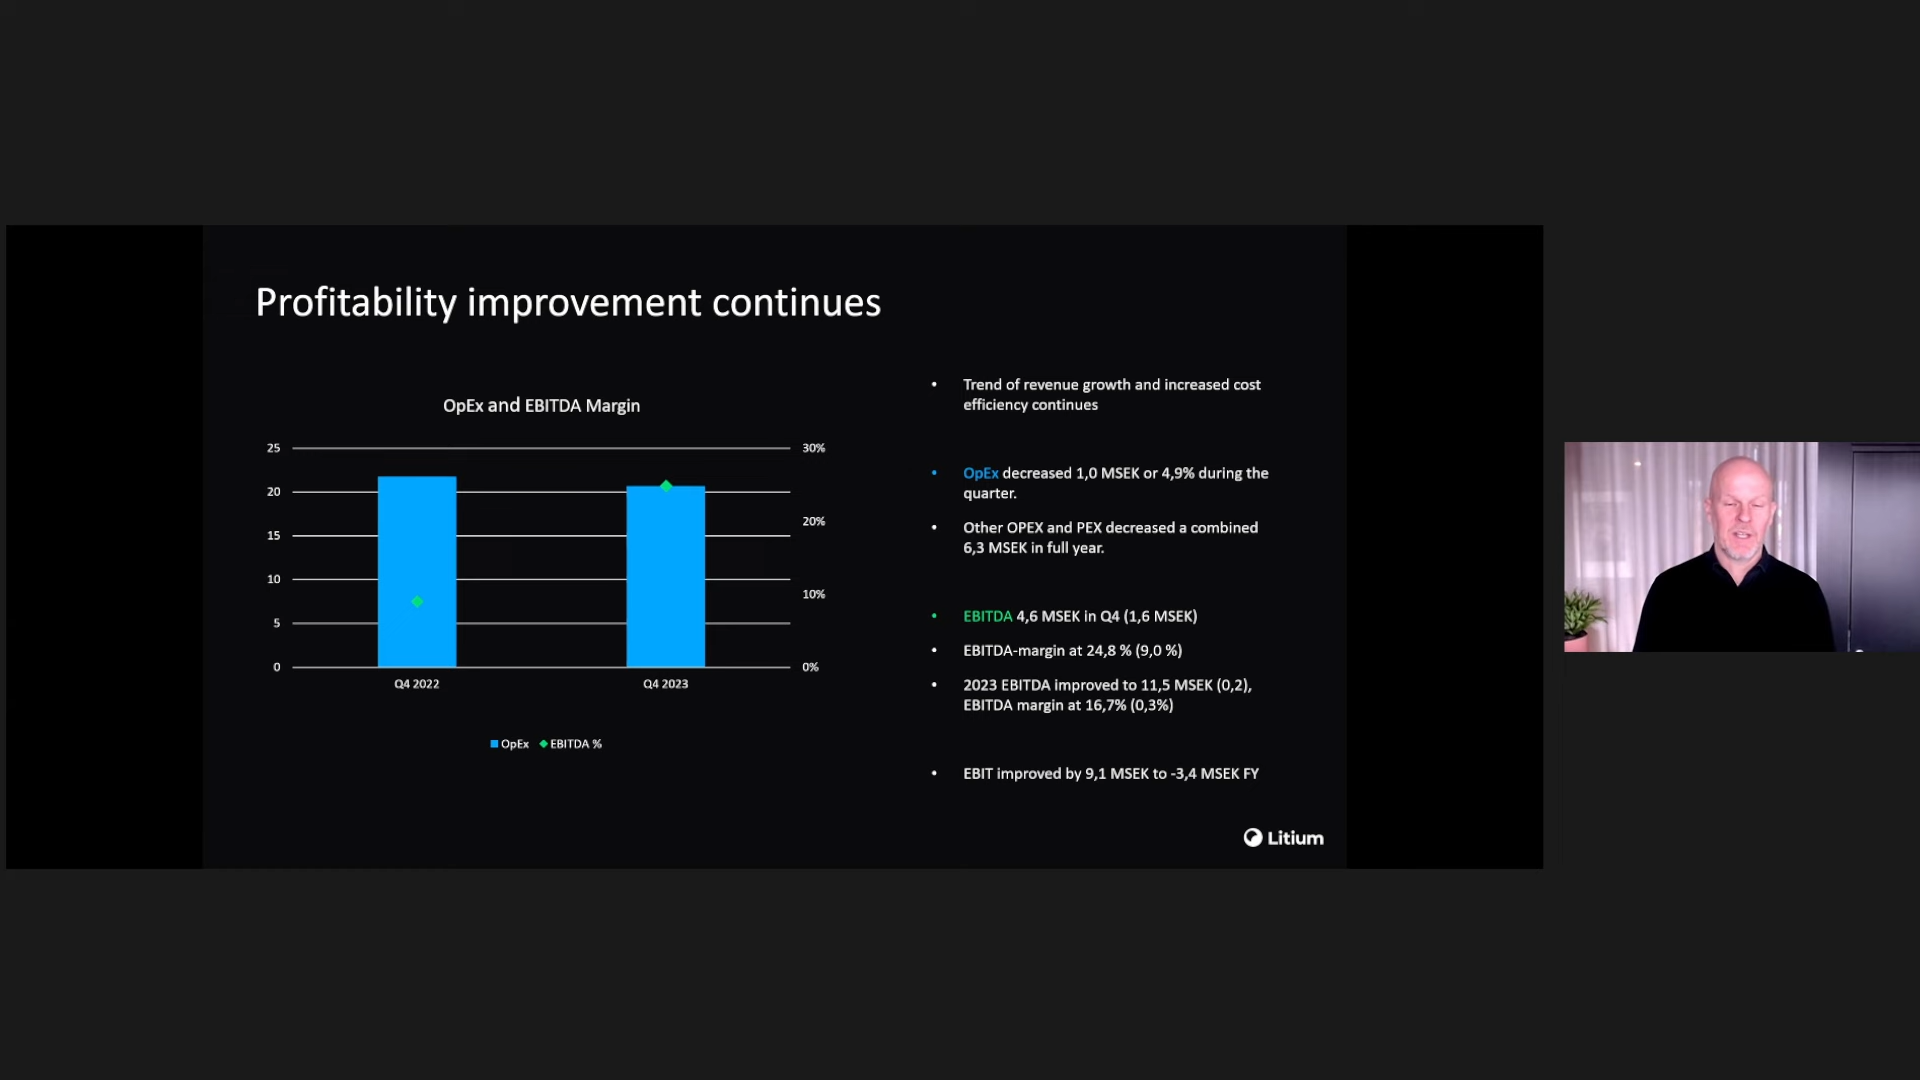 Profitability improvement continues
OpEx and EBITDA Margin
25
20
15
10
5
0
30%
20%
10%
0%
Q4 2022
Q4 2023
OpEx
EBITDA %
• Trend of revenue growth and increased cost
efficiency continues
• OpEx decreased 1,0 MSEK or 4,9% during the
quarter.
• Other OPEX and PEX decreased a combined
6,3 MSEK in full year.
• EBITDA 4,6 MSEK in Q4 (1,6 MSEK)
• EBITDA-margin at 24,8 % (9,0 %)
• 2023 EBITDA improved to 11,5 MSEK (0,2),
EBITDA margin at 16,7% (0,3%)
• EBIT improved by 9,1 MSEK to -3,4 MSEK FY
Litium